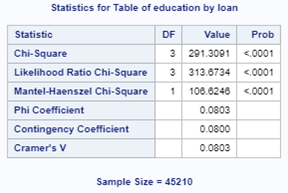 Statistics for Table of education by loan
Statistic DF Value Prob
Chi-Square 3 291.3091 <.0001
Likelihood Ratio Chi-Square 3 313.6734 <.0001
Mantel-Haenszel Chi-Square 1 106.6246 <.0001
Phi Coefficient 0.0803
Contingency Coefficient 0.0800
Cramer's V 0.0803
Sample Size = 45210